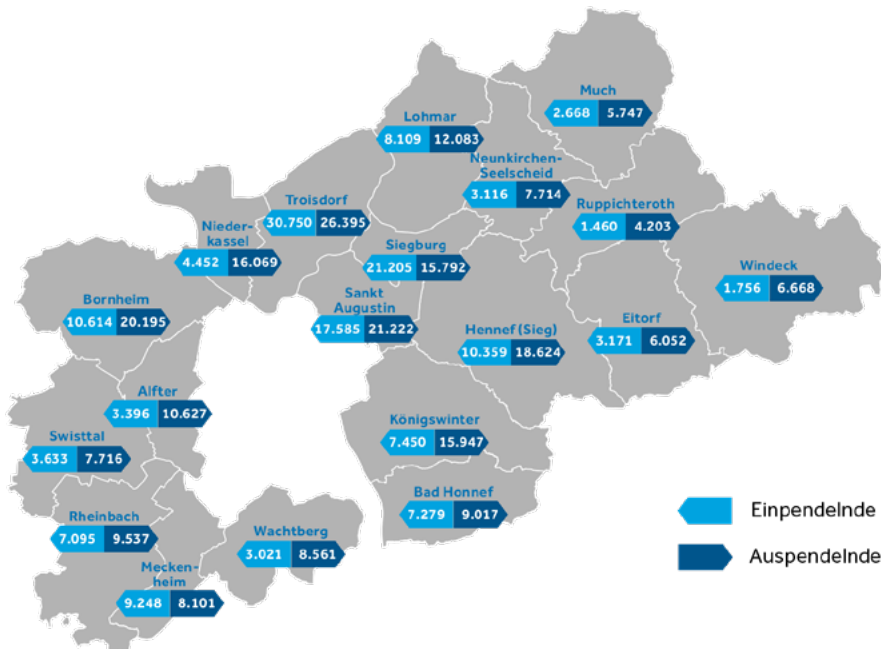 Much
2.668 5.747
Lohmar
8.109 12.083
Neunkirchen-
Seelscheid
3.116 7.714
Troisdorf
30.750 26.395
Ruppichteroth
1.460 4.203
Nieder-
kassel
4.452 16.069
Siegburg
21.205 15.792
Windeck
1.756 6.668
Bornheim
10.614 20.195
Sankt
Augustin
17.585 21.222
Hennef (Sieg)
10.359 18.624
Eitorf
3.171 6.052
Alfter
3.396 10.627
Königswinter
7.450 15.947
Swisttal
3.633 7.716
Bad Honnef
7.279 9.017
Rheinbach
7.095 9.537
Wachtberg
3.021 8.561
Mecken-
heim
9.248 8.101
Einpendelnde
Auspendelnde